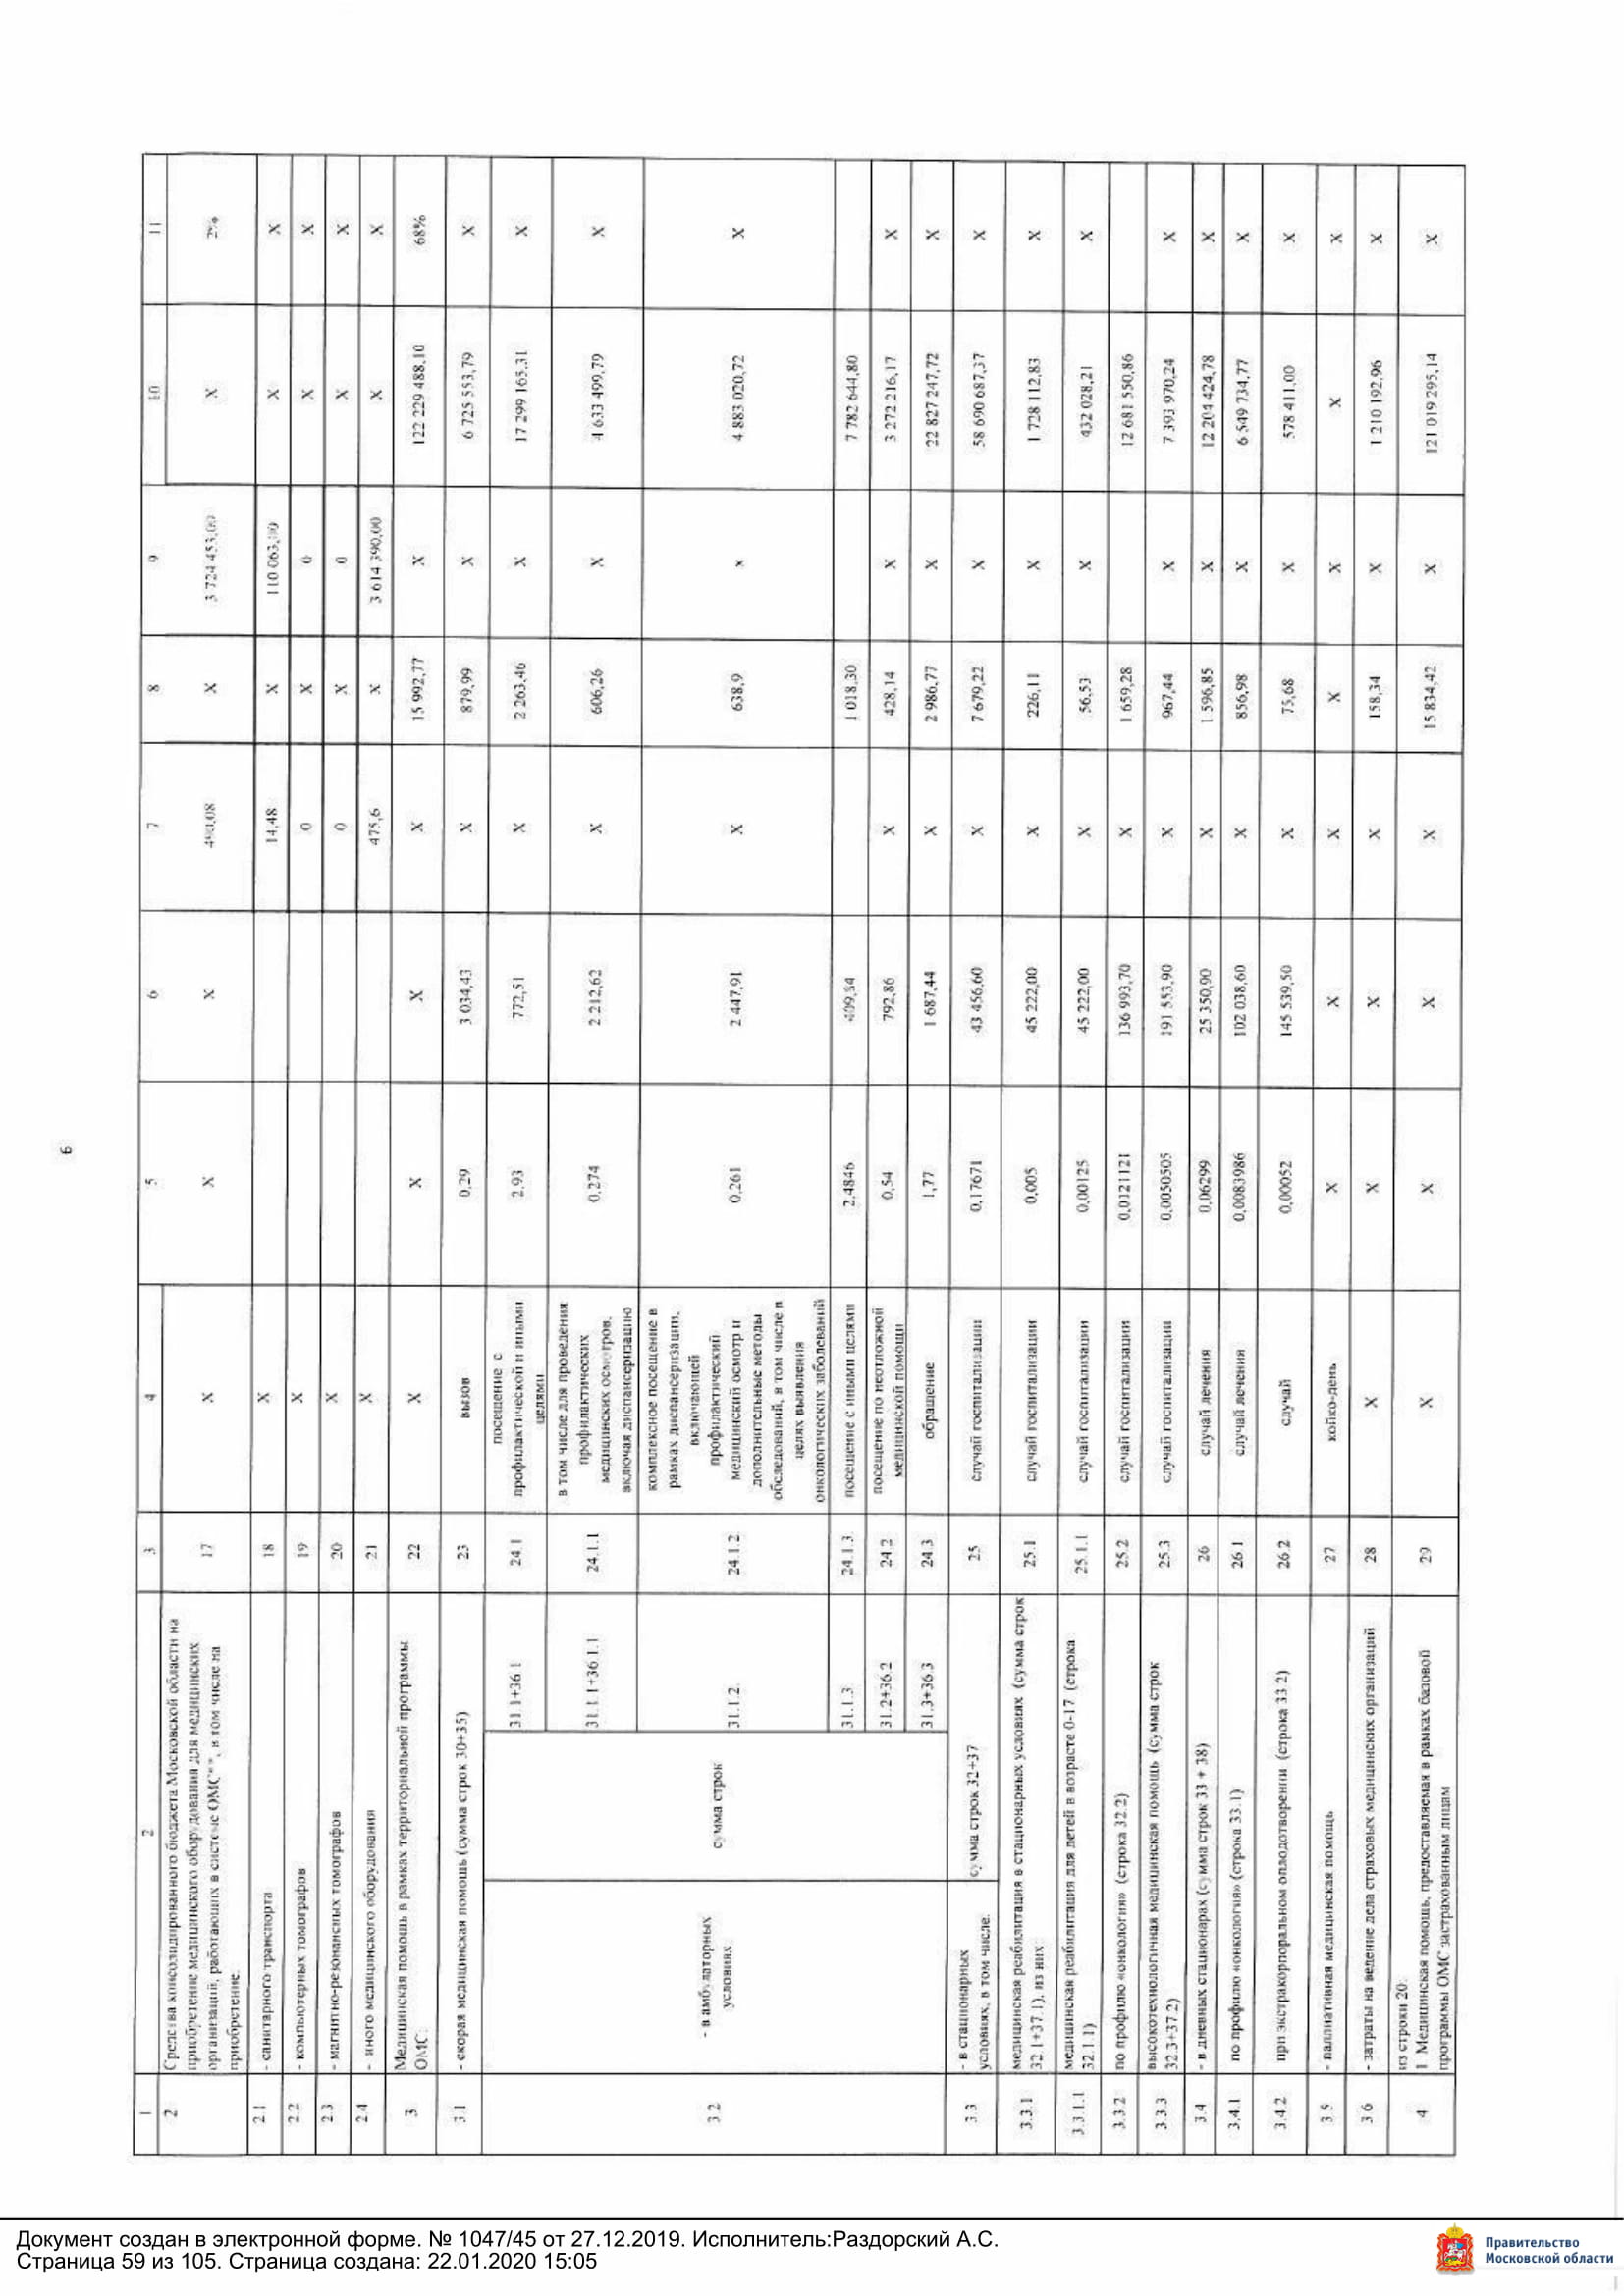 6
1 2 3 4 5 6 7 8 9 10 11
2 Средства консолидированного бюджета Московской области на
приобретение медицинского оборудования для медицинских
организаций, работающих в системе ОМС**, в том числе на
приобретение: 17 X X X X 3 724 453,00 X 2%
2.1 - санитарного транспорта 18 X 14,48 X 110 063,00 X X
2.2 - компьютерных томографов 19 X 0 X 0 X X
2.3 - магнитно-резонансных томографов 20 X 0 X 0 X X
2.4 - иного медицинского оборудования 21 X 475,6 X 3 614 390,00 X X
3 Медицинская помощь в рамках территориальной программы
ОМС: 22 X X X X 15 992,77 X 122 229 488,10 68%
3.1 - скорая медицинская помощь (сумма строк 30+35) 23 вызов 0,29 3 034,43 X 879,99 X 6 725 553,79 X
3.2 - в амбулаторных
условиях
сумма строк
31.1+36.1 24.1 посещение с
профилактической и иными
целями 2,93 772,51 X 2 263,46 X 17 299 165,31 X
31.1.1+36.1.1 24.1.1 в том числе для проведения
профилактических
медицинских осмотров,
включая диспансеризацию 0,274 2 212,62 X 606,26 X 4 633 499,79 X
31.1.2. 24.1.2 комплексное посещение в
рамках диспансеризации,
включающей
профилактический
медицинский осмотр и
дополнительные методы
обследований, в том числе в
целях выявления
онкологических заболеваний 0,261 2 447,91 X 638,9 x 4 883 020,72 X
31.1.3 24.1.3. посещение с иными целями 2,4846 409,54 1 018,30 7 782 644,80
31.2+36.2 24.2 посещение по неотложной
медицинской помощи 0,54 792,86 X 428,14 X 3 272 216,17 X
31.3+36.3 24.3 обращение 1,77 1 687,44 X 2 986,77 X 22 827 247,72 X
3.3 - в стационарных
условиях, в том числе: сумма строк 32+37 25 случай госпитализации 0,17671 43 456,60 X 7 679,22 X 58 690 687,37 X
3.3.1 медицинская реабилитация в стационарных условиях (сумма строк
32.1+37.1), из них: 25.1 случай госпитализации 0,005 45 222,00 X 226,11 X 1 728 112,83 X
3.3.1.1 медицинская реабилитация для детей в возрасте 0-17 (строка
32.1.1) 25.1.1 случай госпитализации 0,00125 45 222,00 X 56,53 X 432 028,21 X
3.3.2 по профилю «онкология» (строка 32.2) 25.2 случай госпитализации 0,0121121 136 993,70 X 1 659,28 12 681 550,86
3.3.3 высокотехнологичная медицинская помощь (сумма строк
32.3+37.2) 25.3 случай госпитализации 0,0050505 191 553,90 X 967,44 X 7 393 970,24 X
3.4 - в дневных стационарах (сумма строк 33 + 38) 26 случай лечения 0,06299 25 350,90 X 1 596,85 X 12 204 424,78 X
3.4.1 по профилю «онкология» (строка 33.1) 26.1 случай лечения 0,0083986 102 038,60 X 856,98 X 6 549 734,77 X
3.4.2 при экстракорпоральном оплодотворении (строка 33.2) 26.2 случай 0,00052 145 539,50 X 75,68 X 578 411,00 X
3.5 - паллиативная медицинская помощь 27 койко-день X X X X X X X
3.6 - затраты на ведение дела страховых медицинских организаций 28 X X X X 158,34 X 1 210 192,96 X
4 из строки 20:
1 Медицинская помощь, предоставляемая в рамках базовой
программы ОМС застрахованным лицам 29 X X X X 15 834,42 X 121 019 295,14 X
Документ создан в электронной форме. № 1047/45 от 27.12.2019. Исполнитель:Раздорский А.С.
Страница 59 из 105. Страница создана: 22.01.2020 15:05
Правительство
Московской области